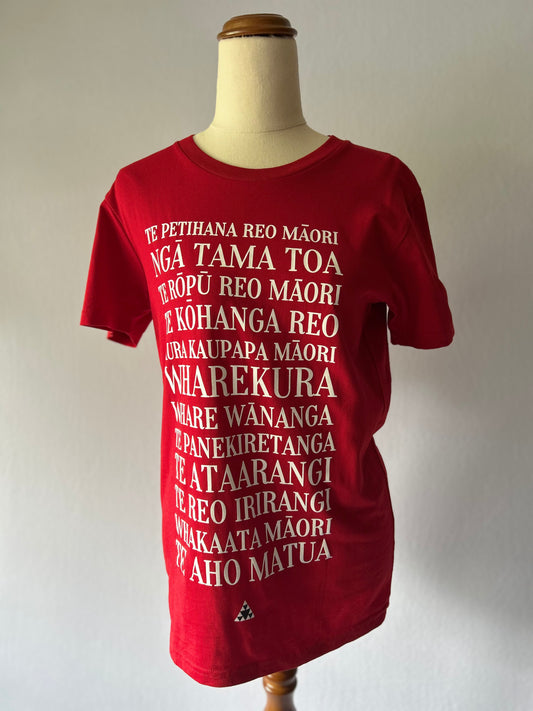 TE PETIHANA REO MĀORI
NGĀ TAMA TOA
TE RŌPŪ REO MĀORI
TE KŌHANGA REO
KURA KAUPAPA MĀORI
WHAREKURA
WHARE WĀNANGA
TE PANEKIRETANGA
TE ATAARANGI
TE REO IRIRANGI
WHAKAATA MĀORI
TE AHO MATUA